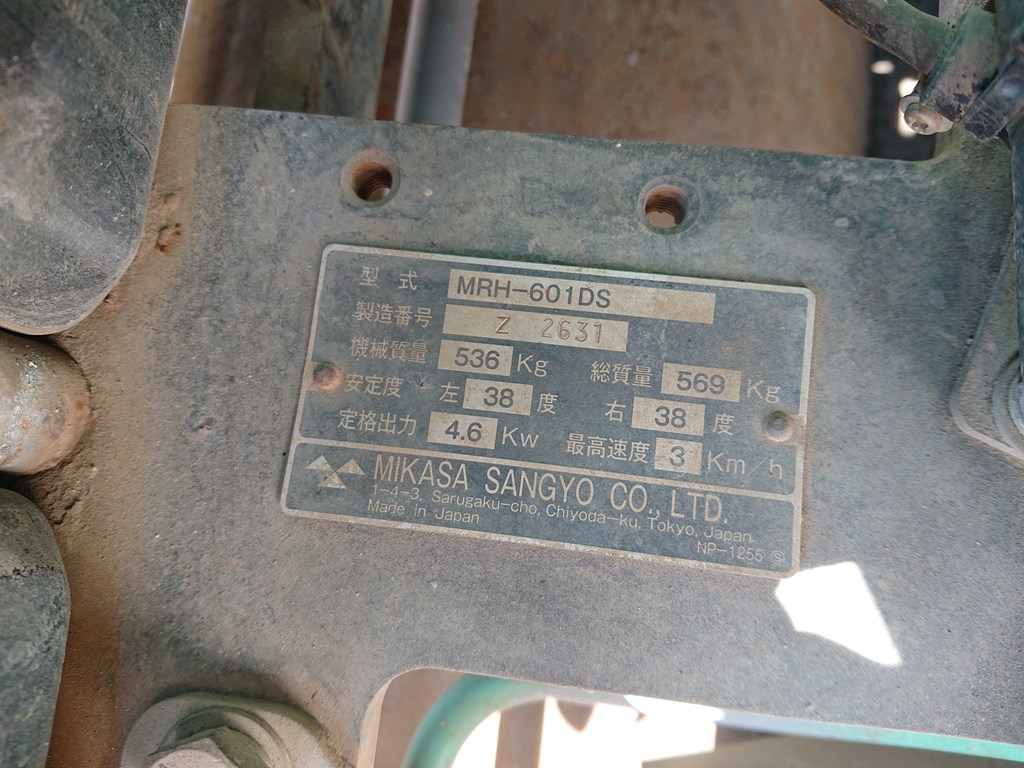 型 式 MRH-601DS
製造番号 Z 2631
機械質量 536 Kg 総質量 569 Kg
安定度 左 38 度 右 38 度
定格出力 4.6 Kw 最高速度 3 Km/h
MIKASA SANGYO CO., LTD.
1-4-3, Sarugaku-cho, Chiyoda-ku, Tokyo, Japan
Made in Japan
NP-1255 Ⓢ